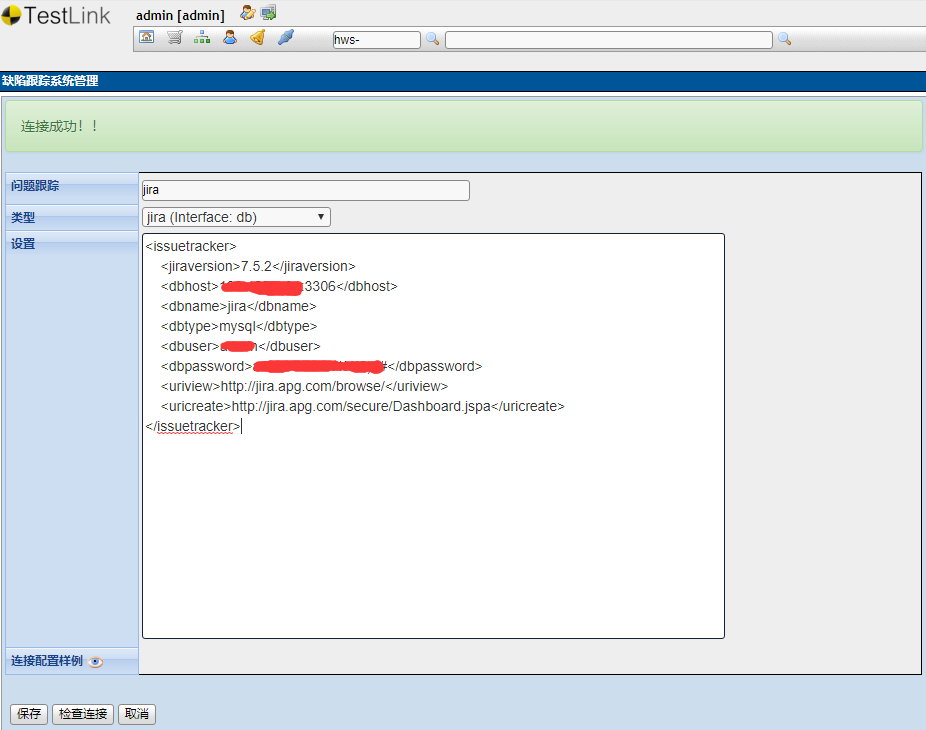 TestLink
admin [admin]
hws-
缺陷跟踪系统管理
连接成功！！
问题跟踪
jira
类型
jira (Interface: db)
设置
<issuetracker>
<jiraversion>7.5.2</jiraversion>
<dbhost>:3306</dbhost>
<dbname>jira</dbname>
<dbtype>mysql</dbtype>
<dbuser></dbuser>
<dbpassword>#</dbpassword>
<uriview>http://jira.apg.com/browse/</uriview>
<uricreate>http://jira.apg.com/secure/Dashboard.jspa</uricreate>
</issuetracker>
连接配置样例
保存 检查连接 取消